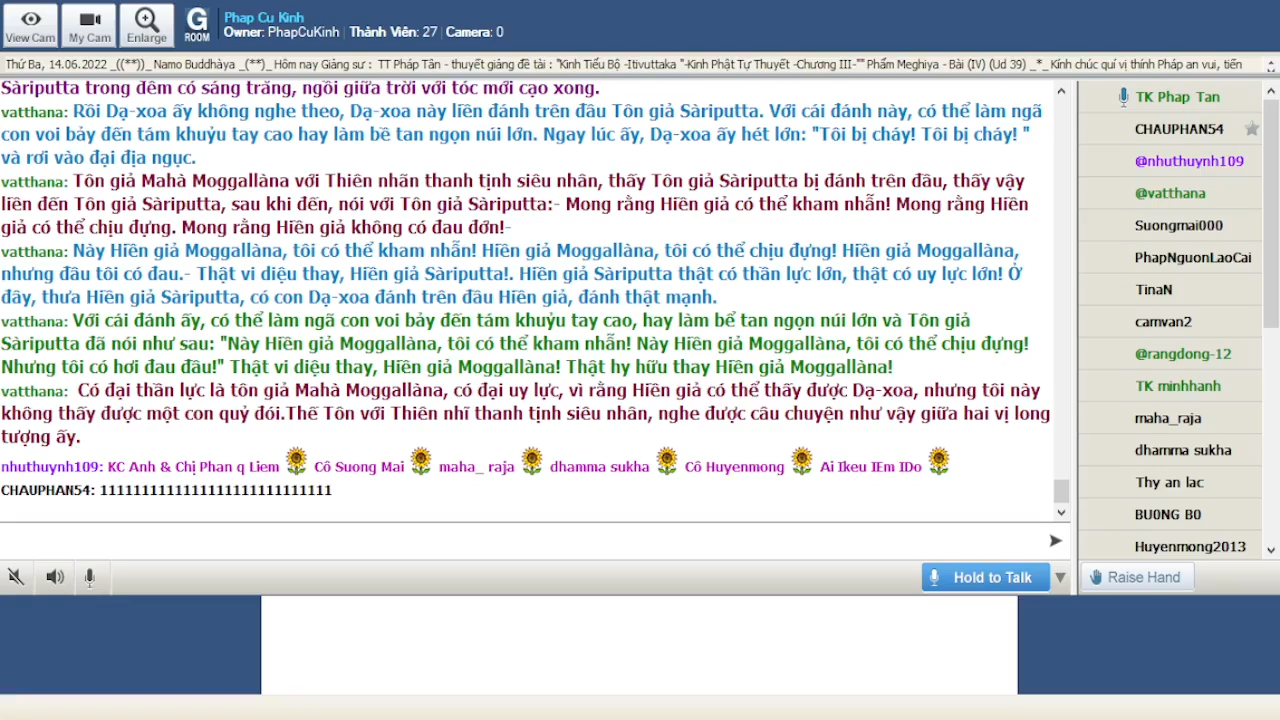 Phap Cu Kinh
View Cam
My Cam
Enlarge
G ROOM
Owner: PhapCuKinh | Thành Viên: 27 | Camera: 0
Thứ Ba, 14.06.2022 _((**))_ Namo Buddhàya _(**)_ Hôm nay Giảng sư : TT Pháp Tân - thuyết giảng đề tài : "Kinh Tiểu Bộ -Itivuttaka "-Kinh Phật Tự Thuyết -Chương III-"" Phẩm Meghiya - Bài (IV) (Ud 39) _*_ Kính chúc quí vị thính Pháp an vui, tiến
Sàriputta trong đêm có sáng trăng, ngồi giữa trời với tóc mới cạo xong.
vatthana: Rồi Dạ-xoa ấy không nghe theo, Dạ-xoa này liền đánh trên đầu Tôn giả Sàriputta. Với cái đánh này, có thể làm ngã
con voi bảy đến tám khuỷu tay cao hay làm bề tan ngọn núi lớn. Ngay lúc ấy, Dạ-xoa ấy hét lớn: "Tôi bị cháy! Tôi bị cháy! "
và rơi vào đại địa ngục.
vatthana: Tôn giả Mahà Moggallàna với Thiên nhãn thanh tịnh siêu nhân, thấy Tôn giả Sàriputta bị đánh trên đầu, thấy vậy
liền đến Tôn giả Sàriputta, sau khi đến, nói với Tôn giả Sàriputta:- Mong rằng Hiền giả có thể kham nhẫn! Mong rằng Hiền
giả có thể chịu đựng. Mong rằng Hiền giả không có đau đớn!-
vatthana: Này Hiền giả Moggallàna, tôi có thể kham nhẫn! Hiền giả Moggallàna, tôi có thể chịu đựng! Hiền giả Moggallàna,
nhưng đầu tôi có đau.- Thật vi diệu thay, Hiền giả Sàriputta!. Hiền giả Sàriputta thật có thần lực lớn, thật có uy lực lớn! Ở
đây, thưa Hiền giả Sàriputta, có con Dạ-xoa đánh trên đầu Hiền giả, đánh thật mạnh.
vatthana: Với cái đánh ấy, có thể làm ngã con voi bảy đến tám khuỷu tay cao, hay làm bể tan ngọn núi lớn và Tôn giả
Sàriputta đã nói như sau: "Này Hiền giả Moggallàna, tôi có thể kham nhẫn! Này Hiền giả Moggallàna, tôi có thể chịu đựng!
Nhưng tôi có hơi đau đầu!" Thật vi diệu thay, Hiền giả Moggallàna! Thật hy hữu thay Hiền giả Moggallàna!
vatthana: Có đại thần lực là tôn giả Mahà Moggallàna, có đại uy lực, vì rằng Hiền giả có thể thấy được Dạ-xoa, nhưng tôi này
không thấy được một con quỷ đói.Thế Tôn với Thiên nhĩ thanh tịnh siêu nhân, nghe được câu chuyện như vậy giữa hai vị long
tượng ấy.
nhuthuynh109: KC Anh & Chị Phan q Liem Cô Suong Mai maha_ raja dhamma sukha Cô Huyenmong Ai Ikeu IEm IDo
CHAUPHAN54: 11111111111111111111111111111
Hold to Talk
TK Phap Tan
CHAUPHAN54
@nhuthuynh109
@vatthana
Suongmai000
PhapNguonLaoCai
TinaN
camvan2
@rangdong-12
TK minhhanh
maha_raja
dhamma sukha
Thy an lac
BU0NG B0
Huyenmong2013
Raise Hand